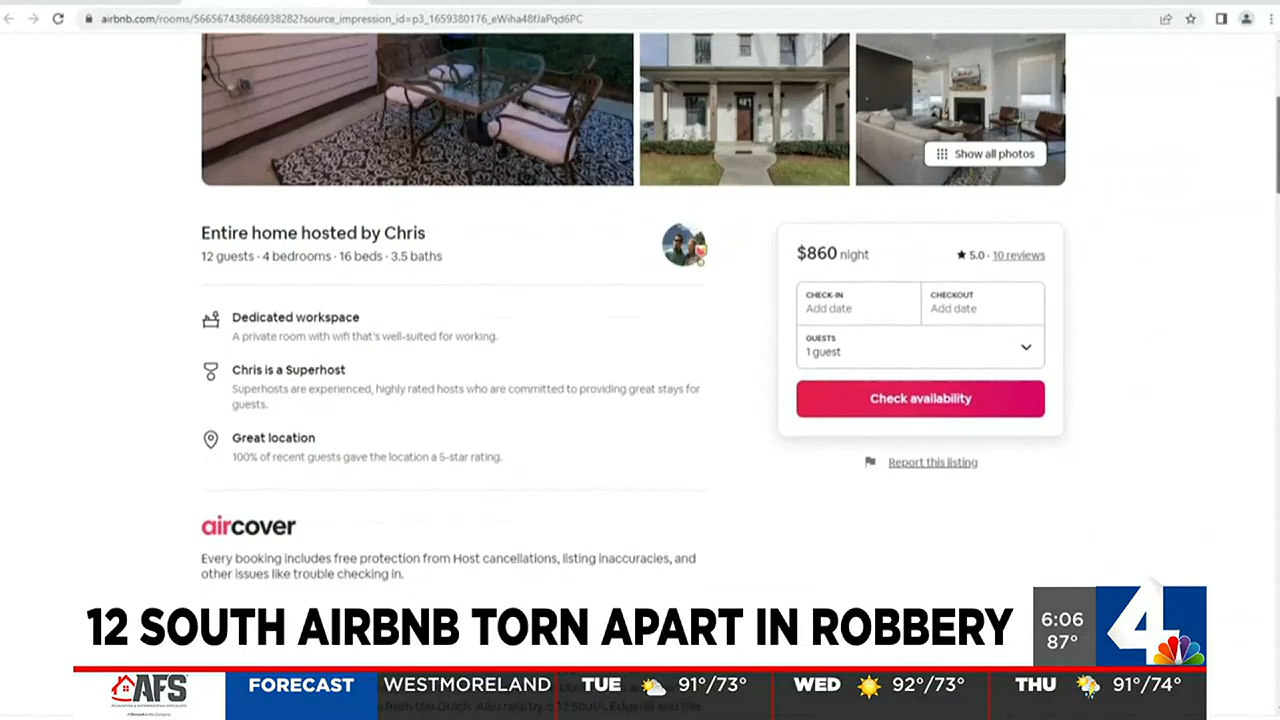 airbnb.com/rooms/566567438866938282?source_impression_id=p3_1659380176_eWiha48fJaPqd6PC
Show all photos
Entire home hosted by Chris
12 guests · 4 bedrooms · 16 beds · 3.5 baths
$860 night
★ 5.0 · 10 reviews
CHECK-IN
Add date
CHECKOUT
Add date
GUESTS
1 guest
Check availability
Report this listing
Dedicated workspace
A private room with wifi that's well-suited for working.
Chris is a Superhost
Superhosts are experienced, highly rated hosts who are committed to providing great stays for
guests.
Great location
100% of recent guests gave the location a 5-star rating.
aircover
Every booking includes free protection from Host cancellations, listing inaccuracies, and
other issues like trouble checking in.
12 SOUTH AIRBNB TORN APART IN ROBBERY
6:06
87°
4
AFS
FORECAST
WESTMORELAND
TUE 91°/73°
WED 92°/73°
THU 91°/74°